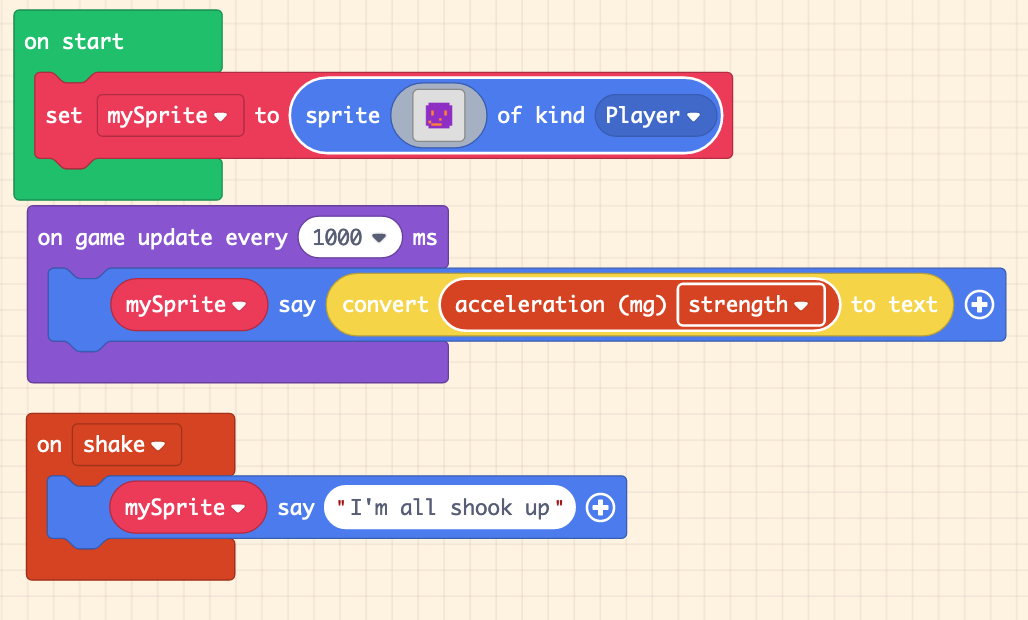 on start
set mySprite to sprite of kind Player
on game update every 1000 ms
mySprite say convert acceleration (mg) strength to text
on shake
mySprite say "I'm all shook up"